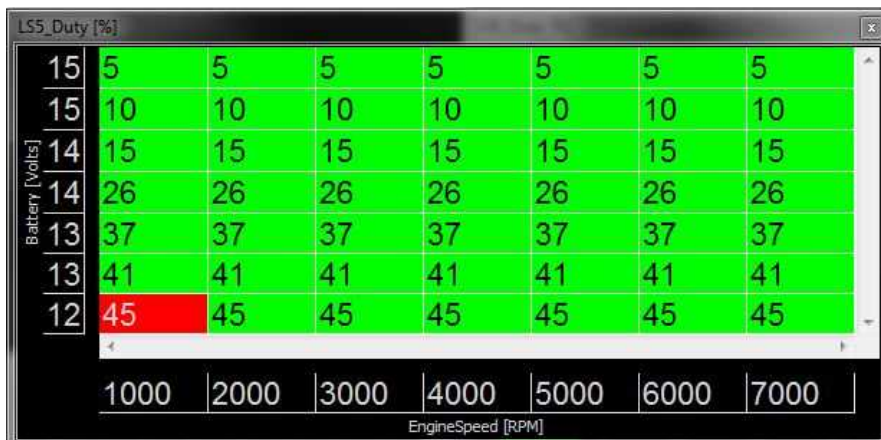 LS5_Duty [%]
x
Battery [Volts]
15 5 5 5 5 5 5 5
15 10 10 10 10 10 10 10
14 15 15 15 15 15 15 15
14 26 26 26 26 26 26 26
13 37 37 37 37 37 37 37
13 41 41 41 41 41 41 41
12 45 45 45 45 45 45 45
1000 2000 3000 4000 5000 6000 7000
EngineSpeed [RPM]